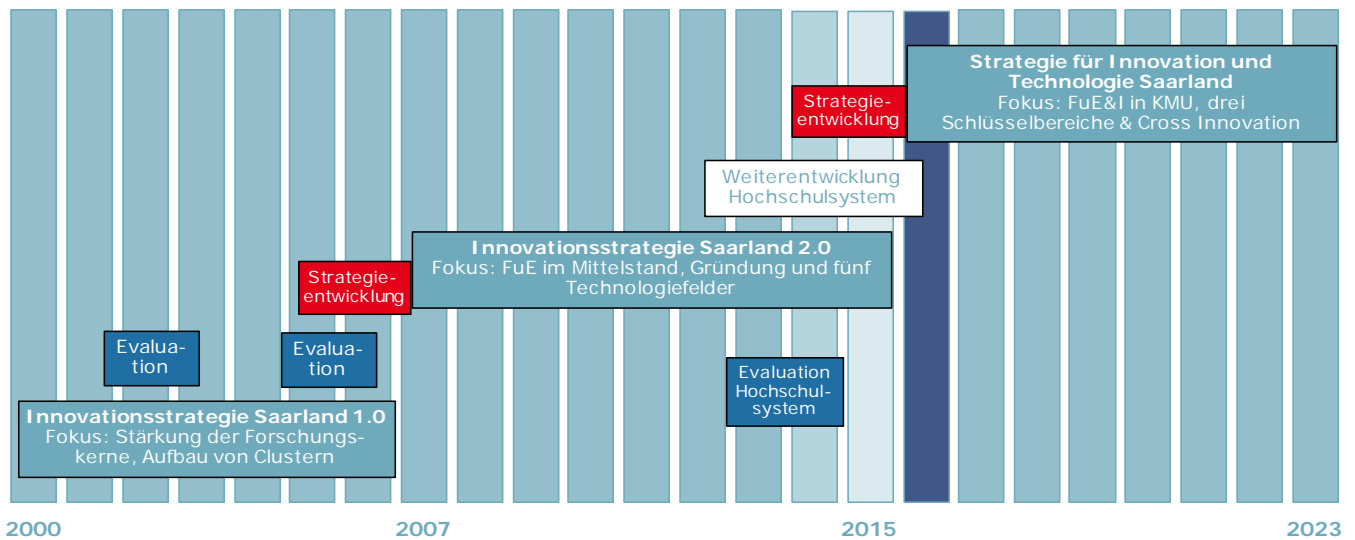 Strategie für Innovation und
Technologie Saarland
Fokus: FuE&I in KMU, drei
Schlüsselbereiche & Cross Innovation
Strategie-
entwicklung
Weiterentwicklung
Hochschulsystem
Innovationsstrategie Saarland 2.0
Fokus: FuE im Mittelstand, Gründung und fünf
Technologiefelder
Strategie-
entwicklung
Evalua-
tion
Evalua-
tion
Evaluation
Hochschul-
system
Innovationsstrategie Saarland 1.0
Fokus: Stärkung der Forschungs-
kerne, Aufbau von Clustern
2000
2007
2015
2023